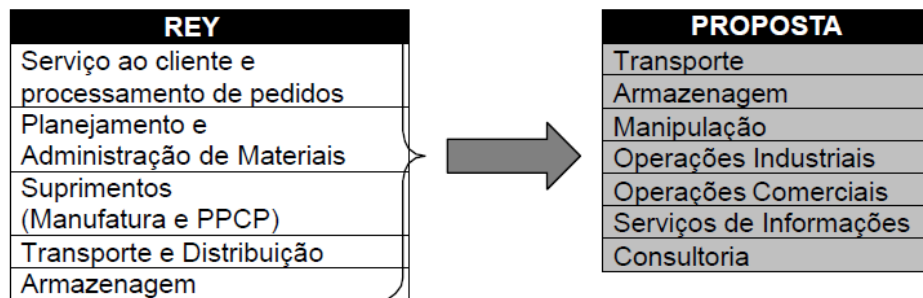 REY
Serviço ao cliente e
processamento de pedidos
Planejamento e
Administração de Materiais
Suprimentos
(Manufatura e PPCP)
Transporte e Distribuição
Armazenagem
PROPOSTA
Transporte
Armazenagem
Manipulação
Operações Industriais
Operações Comerciais
Serviços de Informações
Consultoria